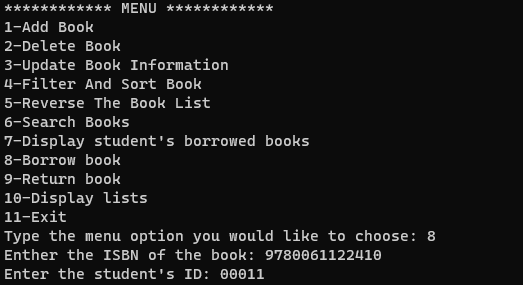 ************ MENU ************
1-Add Book
2-Delete Book
3-Update Book Information
4-Filter And Sort Book
5-Reverse The Book List
6-Search Books
7-Display student's borrowed books
8-Borrow book
9-Return book
10-Display lists
11-Exit
Type the menu option you would like to choose: 8
Enther the ISBN of the book: 9780061122410
Enter the student's ID: 00011